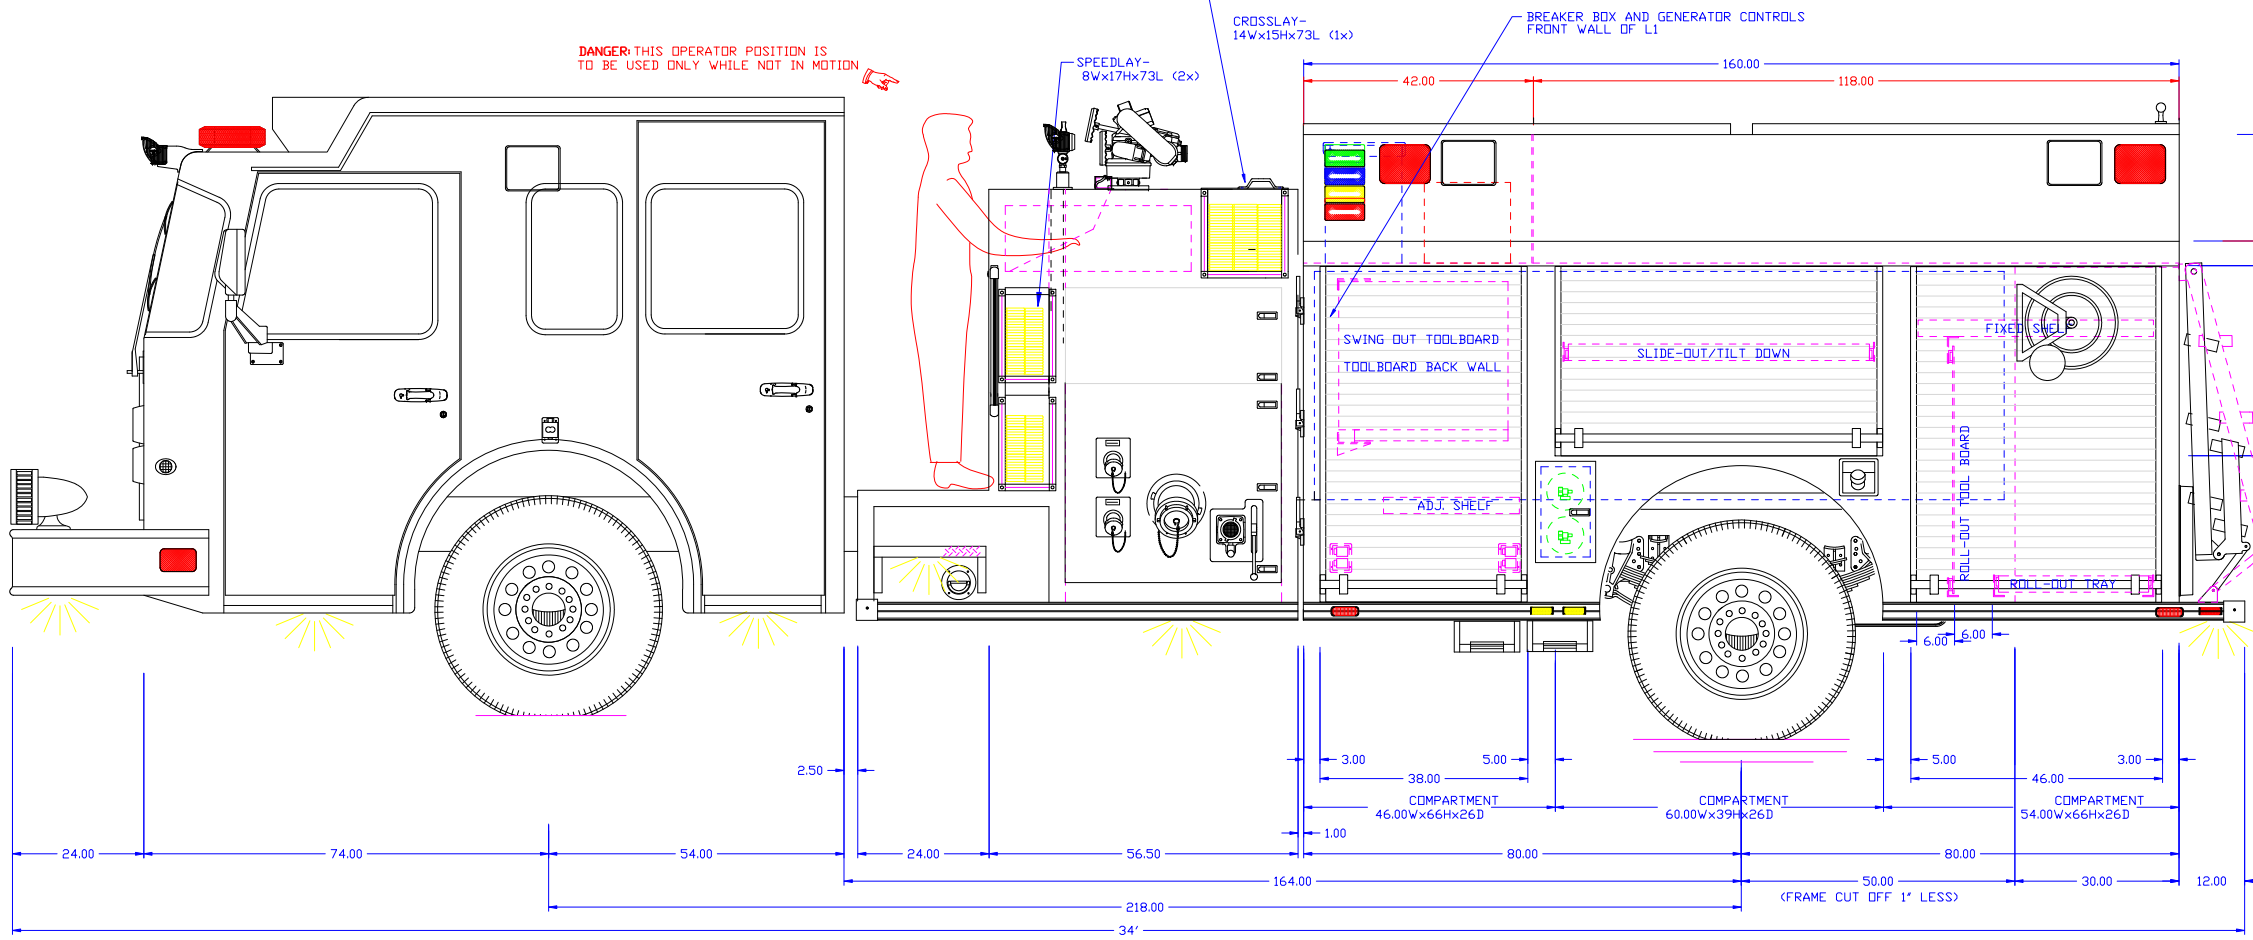 CROSSLAY-
14Wx15Hx73L (1x)
BREAKER BOX AND GENERATOR CONTROLS
FRONT WALL OF L1
DANGER: THIS OPERATOR POSITION IS
TO BE USED ONLY WHILE NOT IN MOTION
SPEEDLAY-
8Wx17Hx73L (2x)
160.00
42.00
118.00
SWING OUT TOOLBOARD
TOOLBOARD BACK WALL
SLIDE-OUT/TILT DOWN
FIXED SHELF
ADJ. SHELF
ROLL-OUT TOOL BOARD
ROLL-OUT TRAY
6.00
6.00
2.50
3.00
5.00
5.00
3.00
38.00
46.00
COMPARTMENT
46.00Wx66Hx26D
COMPARTMENT
60.00Wx39Hx26D
COMPARTMENT
54.00Wx66Hx26D
1.00
24.00
74.00
54.00
24.00
56.50
80.00
80.00
164.00
50.00
30.00
12.00
(FRAME CUT OFF 1" LESS)
218.00
34'